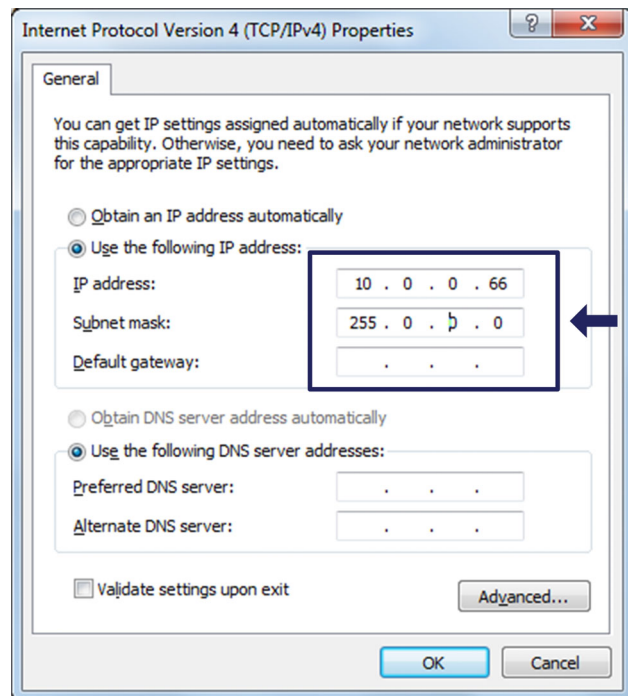 Internet Protocol Version 4 (TCP/IPv4) Properties
General
You can get IP settings assigned automatically if your network supports
this capability. Otherwise, you need to ask your network administrator
for the appropriate IP settings.
Obtain an IP address automatically
Use the following IP address:
IP address: 10 . 0 . 0 . 66
Subnet mask: 255 . 0 . 0 . 0
Default gateway: . . .
Obtain DNS server address automatically
Use the following DNS server addresses:
Preferred DNS server: . . .
Alternate DNS server: . . .
Validate settings upon exit
Advanced...
OK Cancel